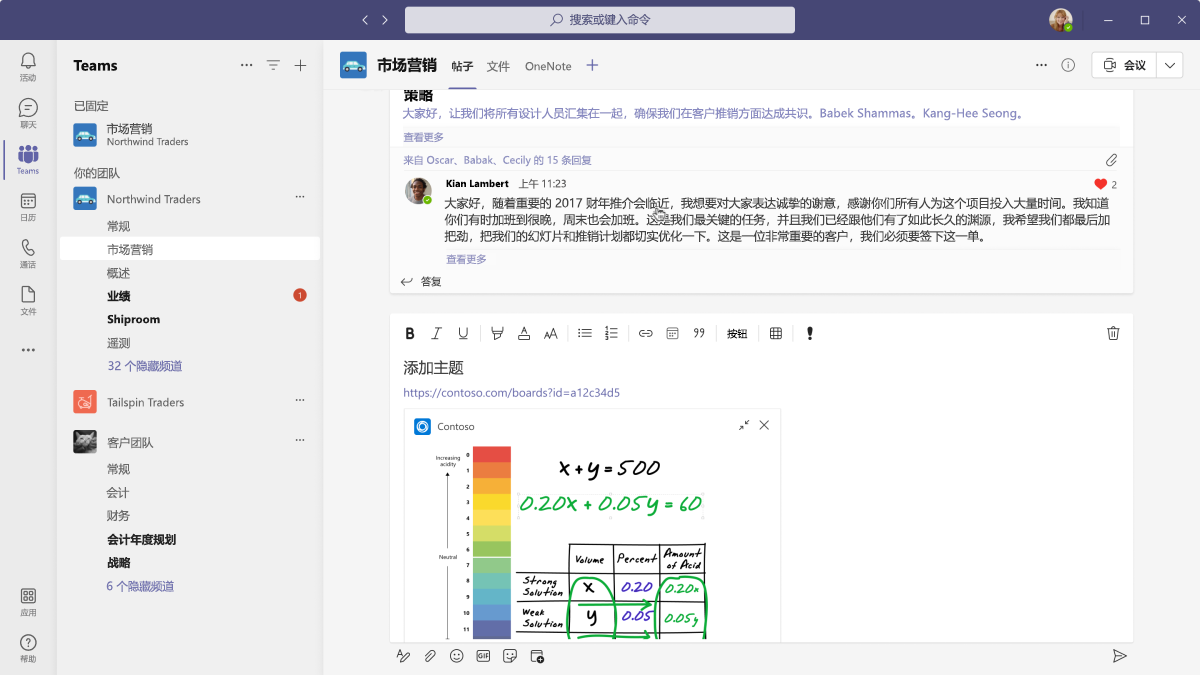 搜索或键入命令
活动
聊天
Teams
日历
通话
文件
应用
帮助
Teams
已固定
市场营销
Northwind Traders
你的团队
Northwind Traders
常规
市场营销
概述
业绩
1
Shiproom
遥测
32 个隐藏频道
Tailspin Traders
客户团队
常规
会计
财务
会计年度规划
战略
6 个隐藏频道
市场营销 帖子 文件 OneNote
会议
策略
大家好，让我们将所有设计人员汇集在一起，确保我们在客户推销方面达成共识。Babek Shammas。Kang-Hee Seong。
查看更多
来自 Oscar、Babak、Cecily 的 15 条回复
Kian Lambert 上午 11:23
2
大家好，随着重要的 2017 财年推介会临近，我想要对大家表达诚挚的谢意，感谢你们所有人为这个项目投入大量时间。我知道
你们有时加班到很晚，周末也会加班。这是我们最关键的任务，并且我们已经跟他们有了如此长久的渊源，我希望我们都最后加
把劲，把我们的幻灯片和推销计划都切实优化一下。这是一位非常重要的客户，我们必须要签下这一单。
查看更多
答复
B I U A AA 按钮
添加主题
https://contoso.com/boards?id=a12c34d5
Contoso
Increasing
acidity
Neutral
0
1
2
3
4
5
6
7
8
9
10
11
x + y = 500
0.20x + 0.05y = 60
Volume Percent Amount of Acid
Strong Solution x 0.20 0.20x
Weak Solution y 0.05 0.05y
GIF